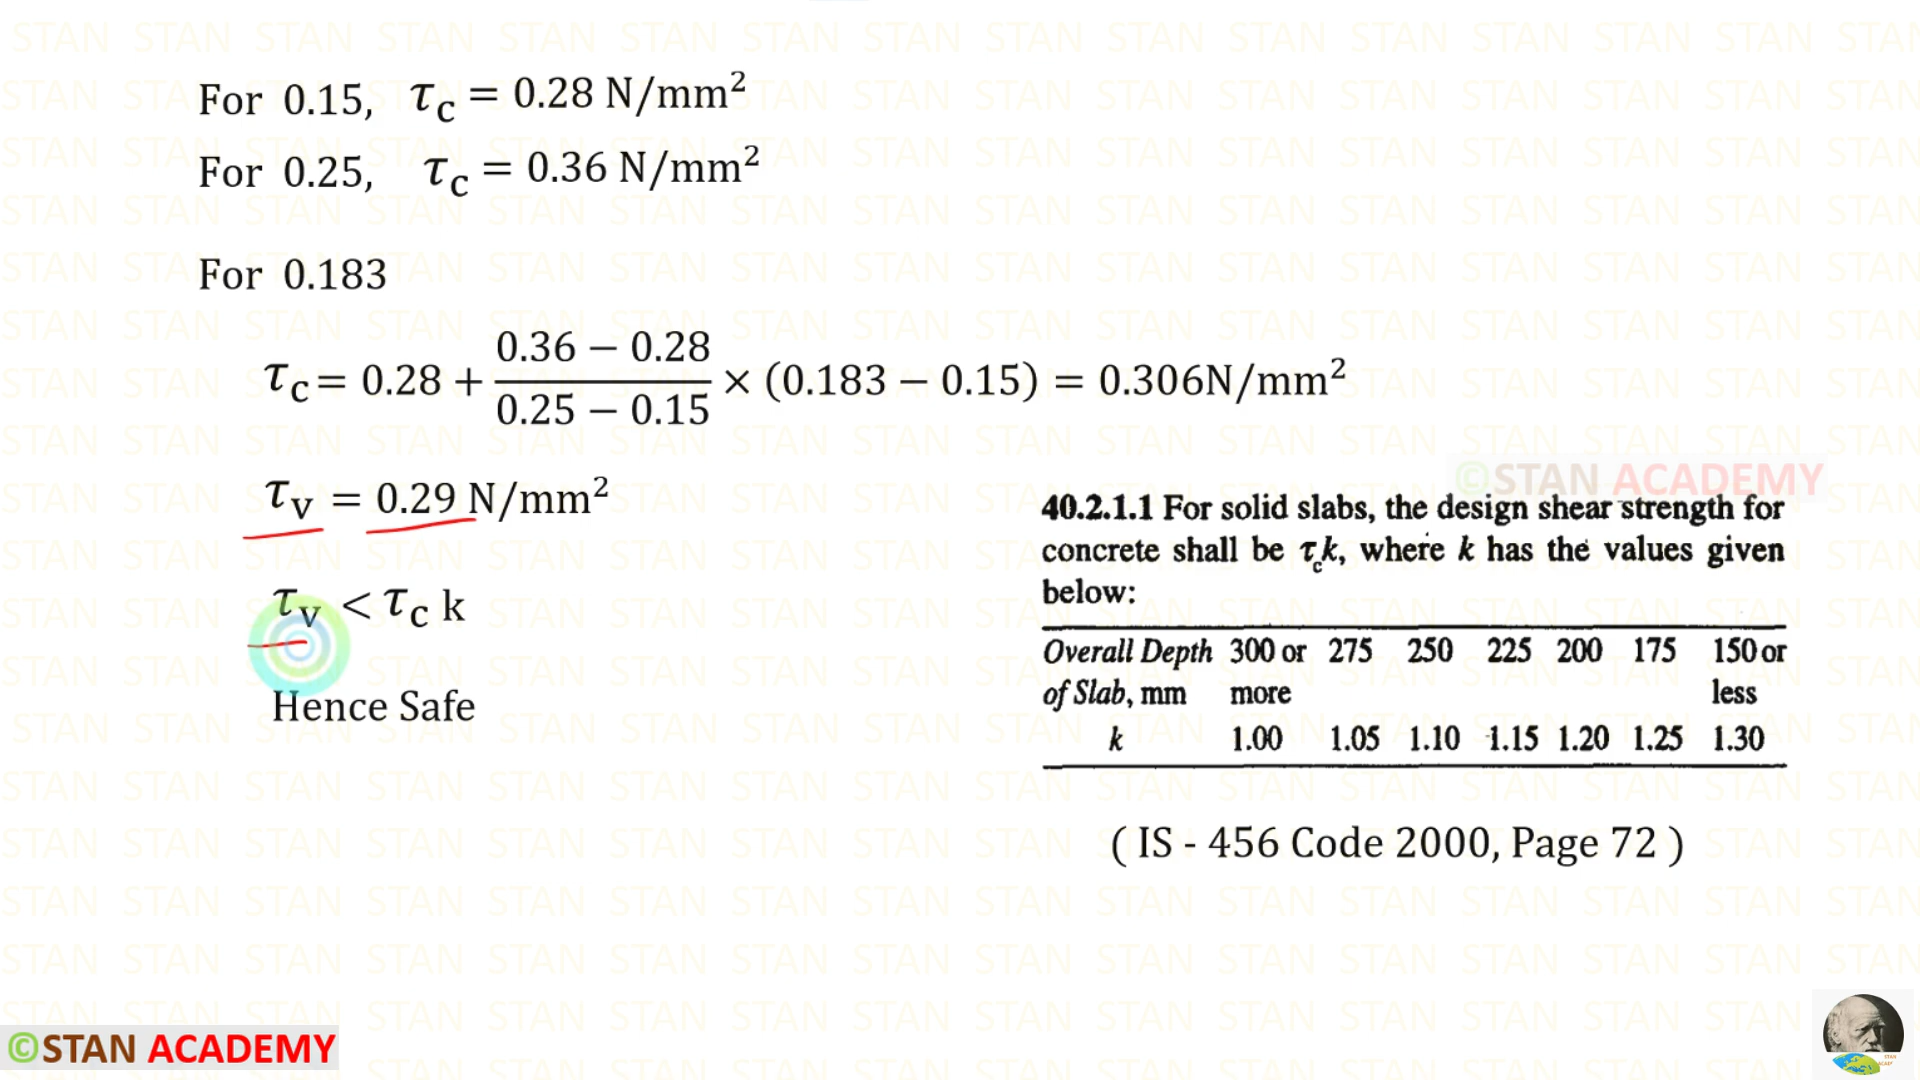 For 0.15, τc = 0.28 N/mm²
For 0.25, τc = 0.36 N/mm²
For 0.183
τc = 0.28 + (0.36 − 0.28)/(0.25 − 0.15) × (0.183 − 0.15) = 0.306N/mm²
τv = 0.29 N/mm²
τv < τc k
Hence Safe
©STAN ACADEMY
40.2.1.1 For solid slabs, the design shear strength for
concrete shall be τck, where k has the values given
below:
Overall Depth 300 or 275 250 225 200 175 150 or
of Slab, mm more less
k 1.00 1.05 1.10 1.15 1.20 1.25 1.30
( IS - 456 Code 2000, Page 72 )
©STAN ACADEMY